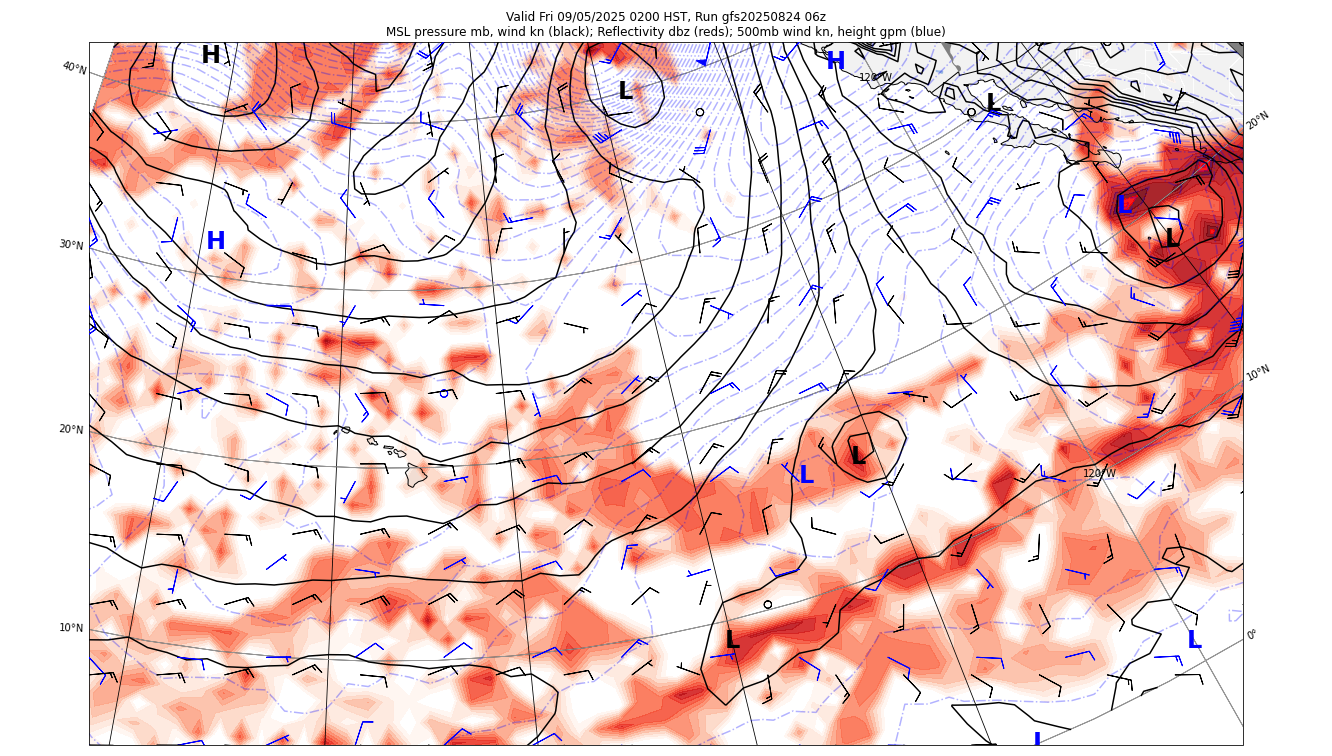 Valid Fri 09/05/2025 0200 HST, Run gfs20250824 06z
MSL pressure mb, wind kn (black); Reflectivity dbz (reds); 500mb wind kn, height gpm (blue)
H
H
40°N
120°W
L
L
20°N
L
30°N
H
L
10°N
20°N
L
L
120°W
10°N
L
L
0°
L